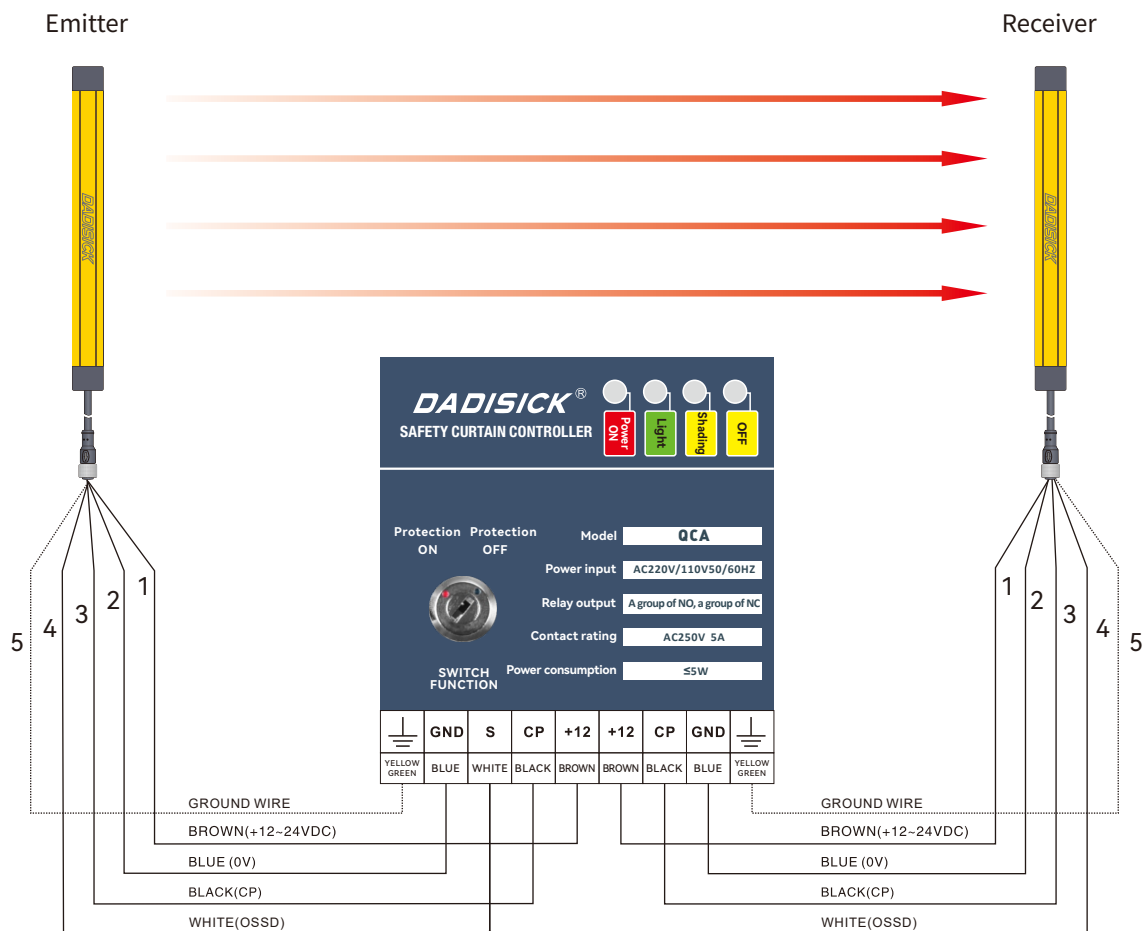 Emitter
Receiver
DADISICK
DADISICK
DADISICK ®
SAFETY CURTAIN CONTROLLER
Power ON
Light
Shading
OFF
Protection ON
Protection OFF
SWITCH FUNCTION
Model QCA
Power input AC220V/110V50/60HZ
Relay output A group of NO, a group of NC
Contact rating AC250V 5A
Power consumption ≤5W
5 4 3 2 1
1 2 3 4 5
GND S CP +12 +12 CP GND
YELLOW GREEN BLUE WHITE BLACK BROWN BROWN BLACK BLUE YELLOW GREEN
GROUND WIRE
BROWN(+12~24VDC)
BLUE (0V)
BLACK(CP)
WHITE(OSSD)
GROUND WIRE
BROWN(+12~24VDC)
BLUE (0V)
BLACK(CP)
WHITE(OSSD)